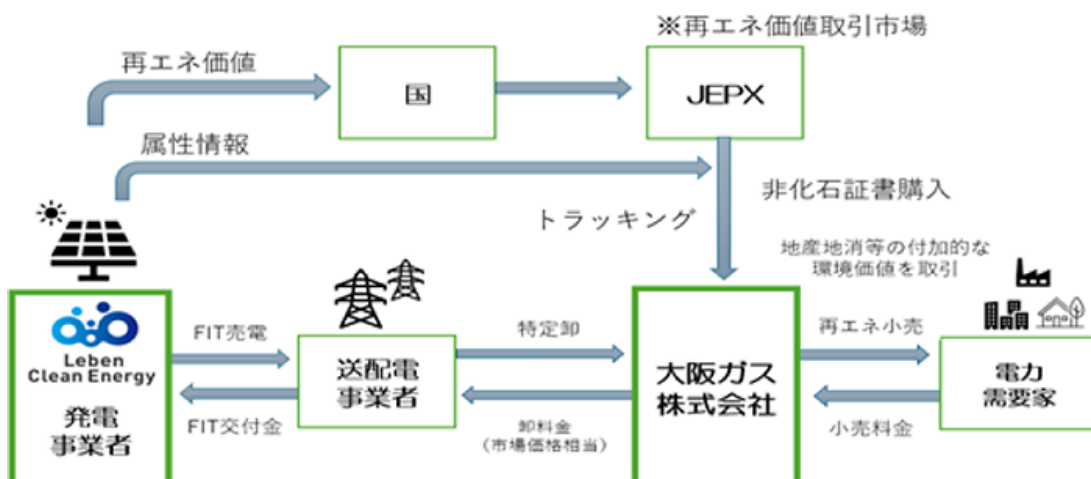 ※再エネ価値取引市場
再エネ価値
国
JEPX
属性情報
トラッキング
非化石証書購入
地産地消等の付加的な
環境価値を取引
Leben
Clean Energy
発電
事業者
FIT売電
FIT交付金
送配電
事業者
特定卸
卸料金
(市場価格相当)
大阪ガス
株式会社
再エネ小売
小売料金
電力
需要家